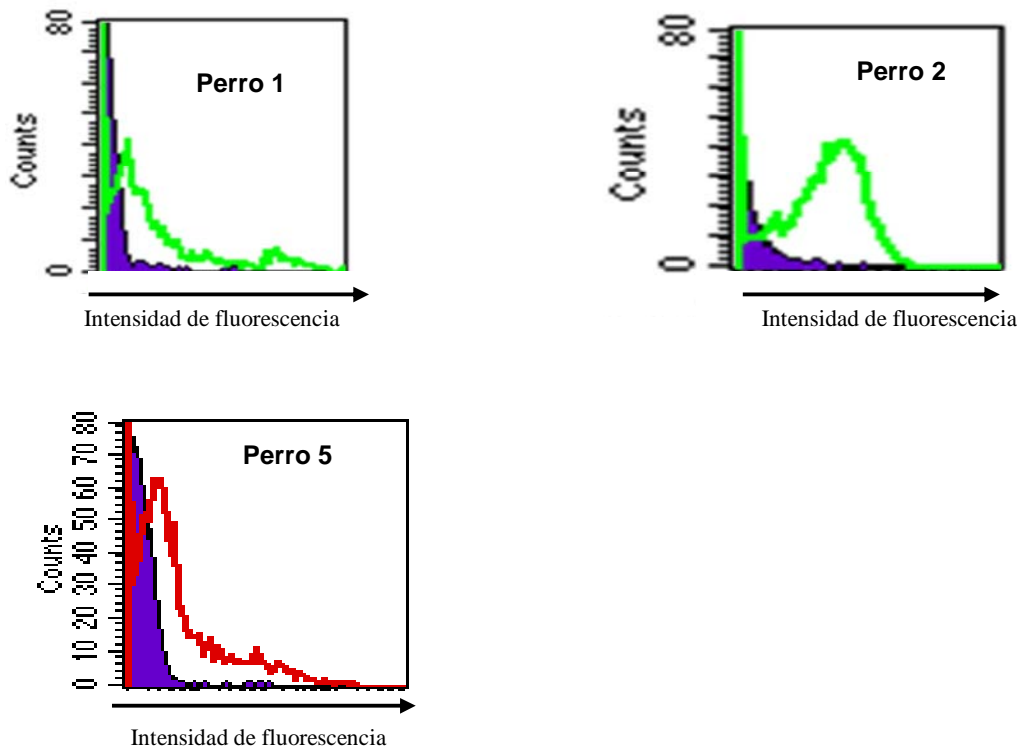 80
Perro 1
Counts
0
Intensidad de fluorescencia
80
Perro 2
Counts
0
Intensidad de fluorescencia
0 10 20 30 40 50 60 70 80
Perro 5
Counts
Intensidad de fluorescencia